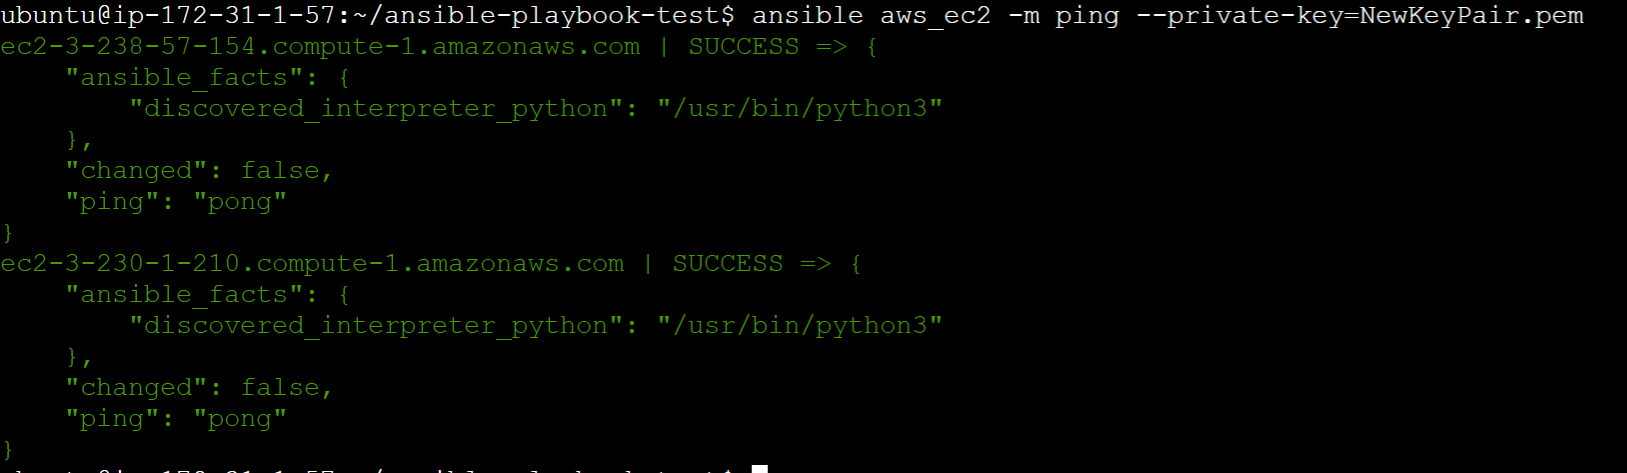 ubuntu@ip-172-31-1-57:~/ansible-playbook-test$ ansible aws_ec2 -m ping --private-key=NewKeyPair.pem
ec2-3-238-57-154.compute-1.amazonaws.com | SUCCESS => {
    "ansible_facts": {
        "discovered_interpreter_python": "/usr/bin/python3"
    },
    "changed": false,
    "ping": "pong"
}
ec2-3-230-1-210.compute-1.amazonaws.com | SUCCESS => {
    "ansible_facts": {
        "discovered_interpreter_python": "/usr/bin/python3"
    },
    "changed": false,
    "ping": "pong"
}